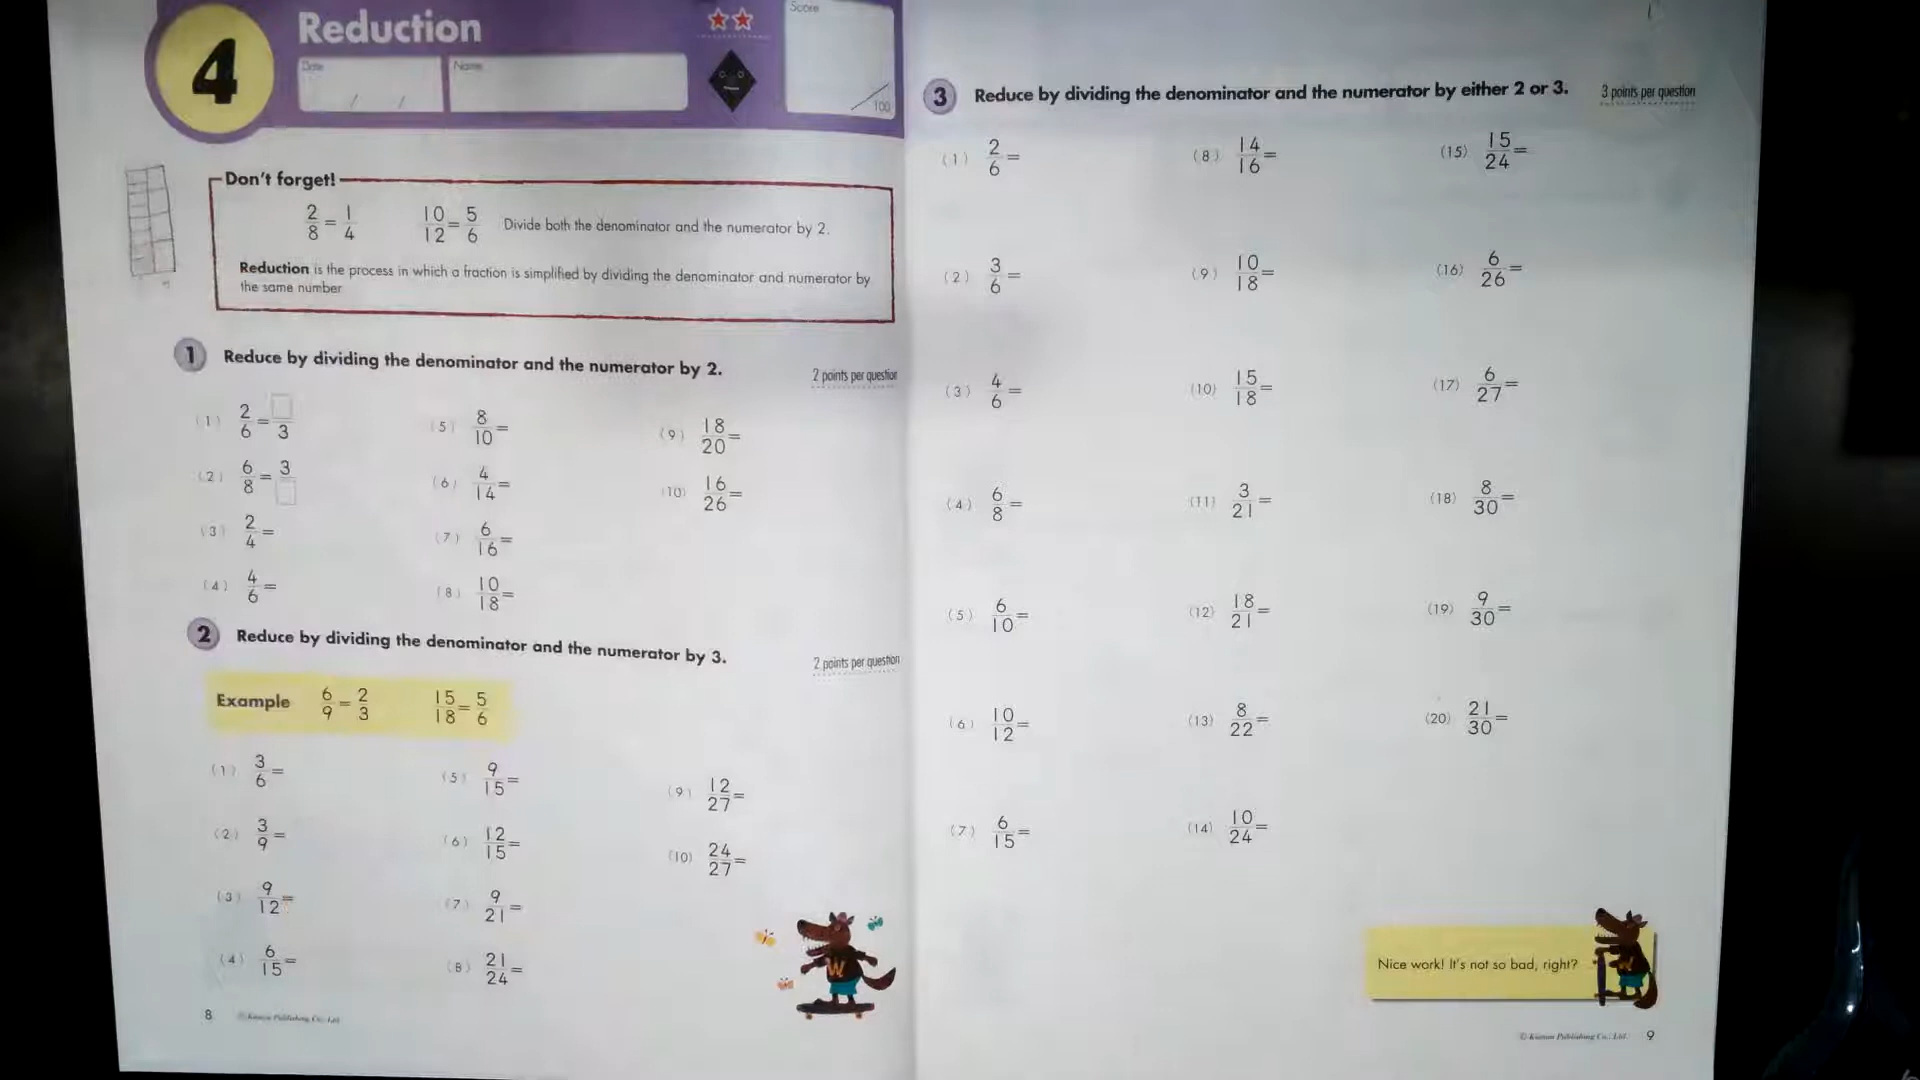 4
Reduction
Date
Name
Score
100
Don't forget!
2/8 = 1/4 10/12 = 5/6 Divide both the denominator and the numerator by 2.
Reduction is the process in which a fraction is simplified by dividing the denominator and numerator by
the same number
1 Reduce by dividing the denominator and the numerator by 2.
2 points per question
(1) 2/6 = □/3
(2) 6/8 = 3/□
(3) 2/4 =
(4) 4/6 =
(5) 8/10 =
(6) 4/14 =
(7) 6/16 =
(8) 10/18 =
(9) 18/20 =
(10) 16/26 =
2 Reduce by dividing the denominator and the numerator by 3.
2 points per question
Example 6/9 = 2/3 15/18 = 5/6
(1) 3/6 =
(2) 3/9 =
(3) 9/12 =
(4) 6/15 =
(5) 9/15 =
(6) 12/15 =
(7) 9/21 =
(8) 21/24 =
(9) 12/27 =
(10) 24/27 =
W
8 © Kumon Publishing Co., Ltd.
3 Reduce by dividing the denominator and the numerator by either 2 or 3.
3 points per question
(1) 2/6 =
(2) 3/6 =
(3) 4/6 =
(4) 6/8 =
(5) 6/10 =
(6) 10/12 =
(7) 6/15 =
(8) 14/16 =
(9) 10/18 =
(10) 15/18 =
(11) 3/21 =
(12) 18/21 =
(13) 8/22 =
(14) 10/24 =
(15) 15/24 =
(16) 6/26 =
(17) 6/27 =
(18) 8/30 =
(19) 9/30 =
(20) 21/30 =
Nice work! It's not so bad, right?
W
© Kumon Publishing Co., Ltd. 9